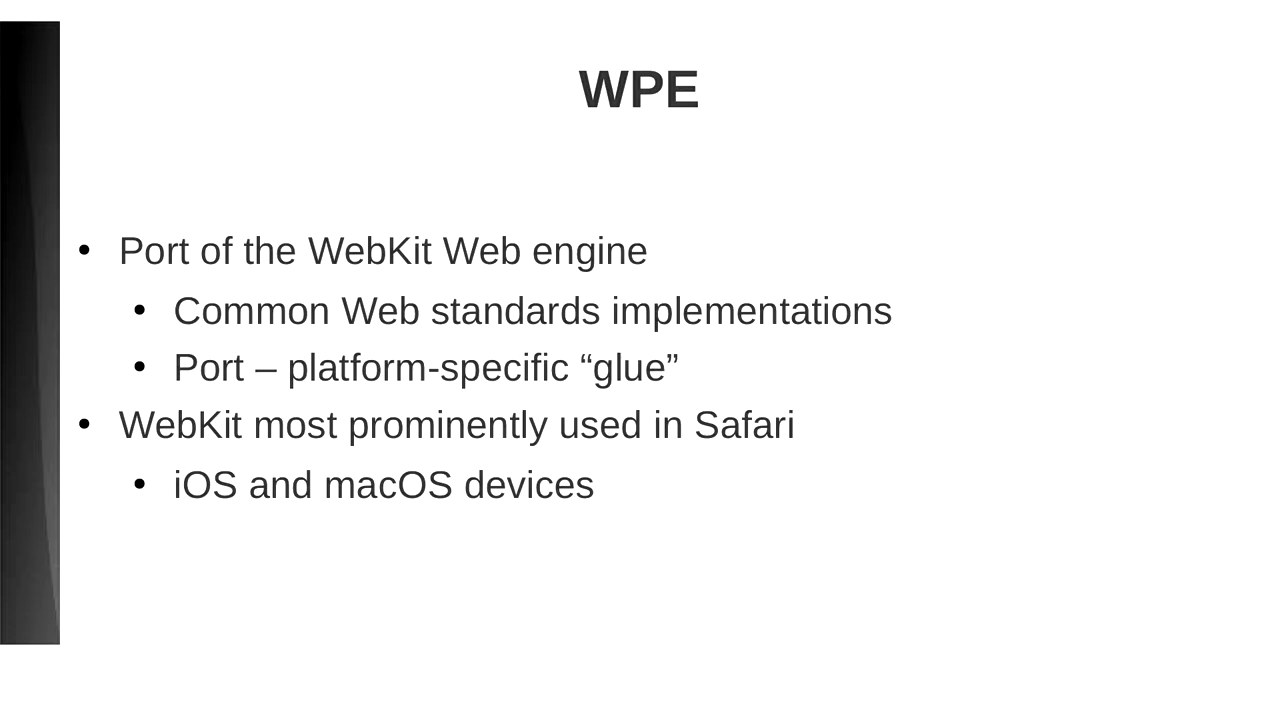 WPE
• Port of the WebKit Web engine
• Common Web standards implementations
• Port – platform-specific “glue”
• WebKit most prominently used in Safari
• iOS and macOS devices